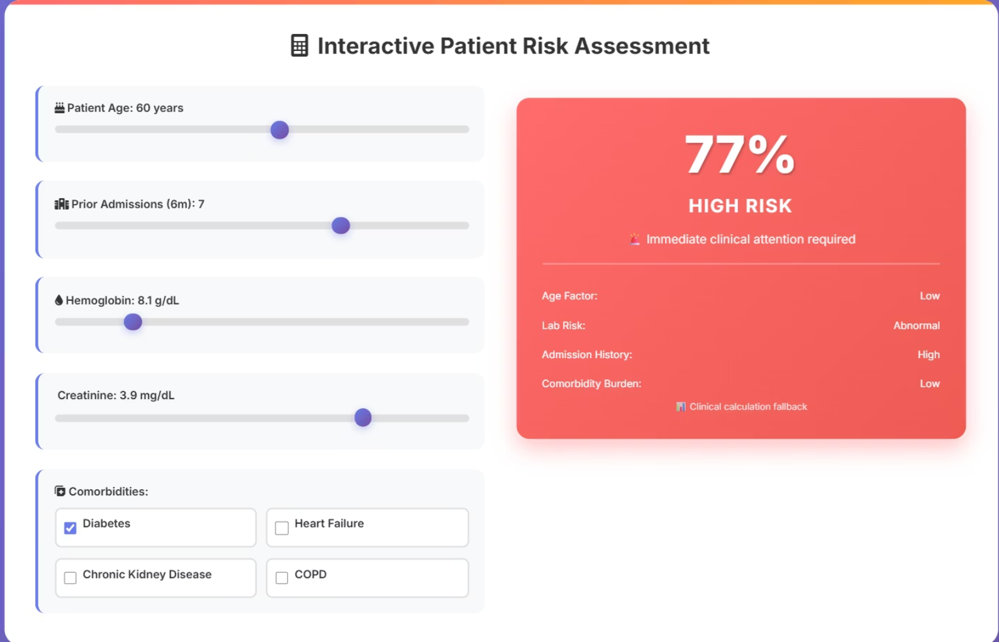 Interactive Patient Risk Assessment
Patient Age: 60 years
Prior Admissions (6m): 7
Hemoglobin: 8.1 g/dL
Creatinine: 3.9 mg/dL
Comorbidities:
Diabetes
Heart Failure
Chronic Kidney Disease
COPD
77%
HIGH RISK
Immediate clinical attention required
Age Factor: Low
Lab Risk: Abnormal
Admission History: High
Comorbidity Burden: Low
Clinical calculation fallback